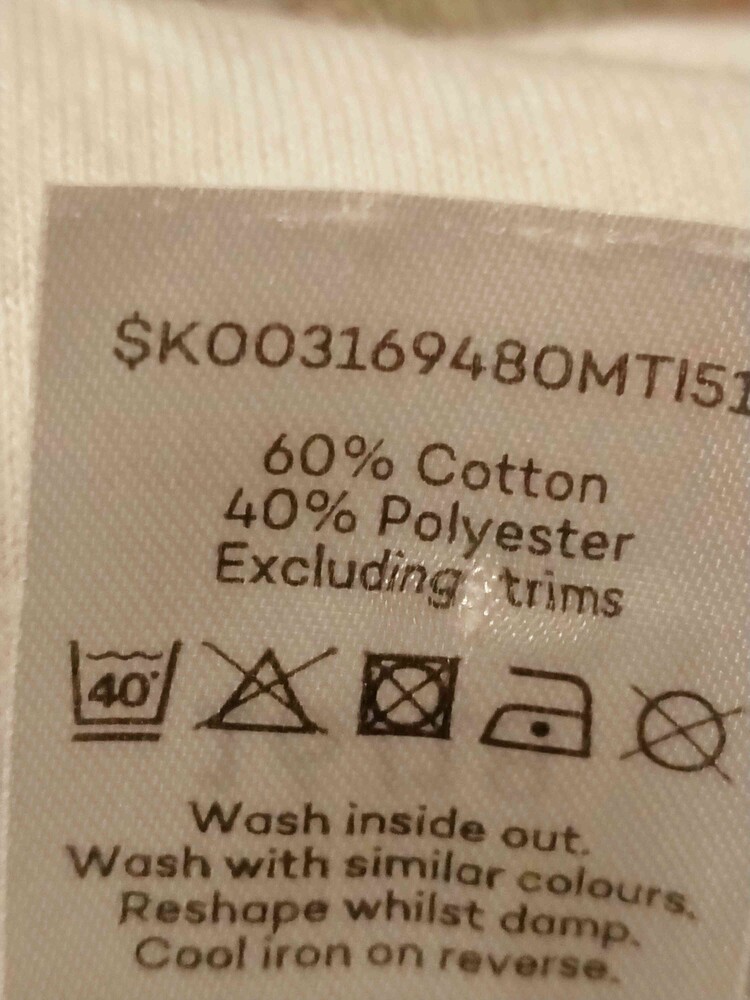 $K003169480MTI51
60% Cotton
40% Polyester
Excluding trims
40°
Wash inside out.
Wash with similar colours.
Reshape whilst damp.
Cool iron on reverse.